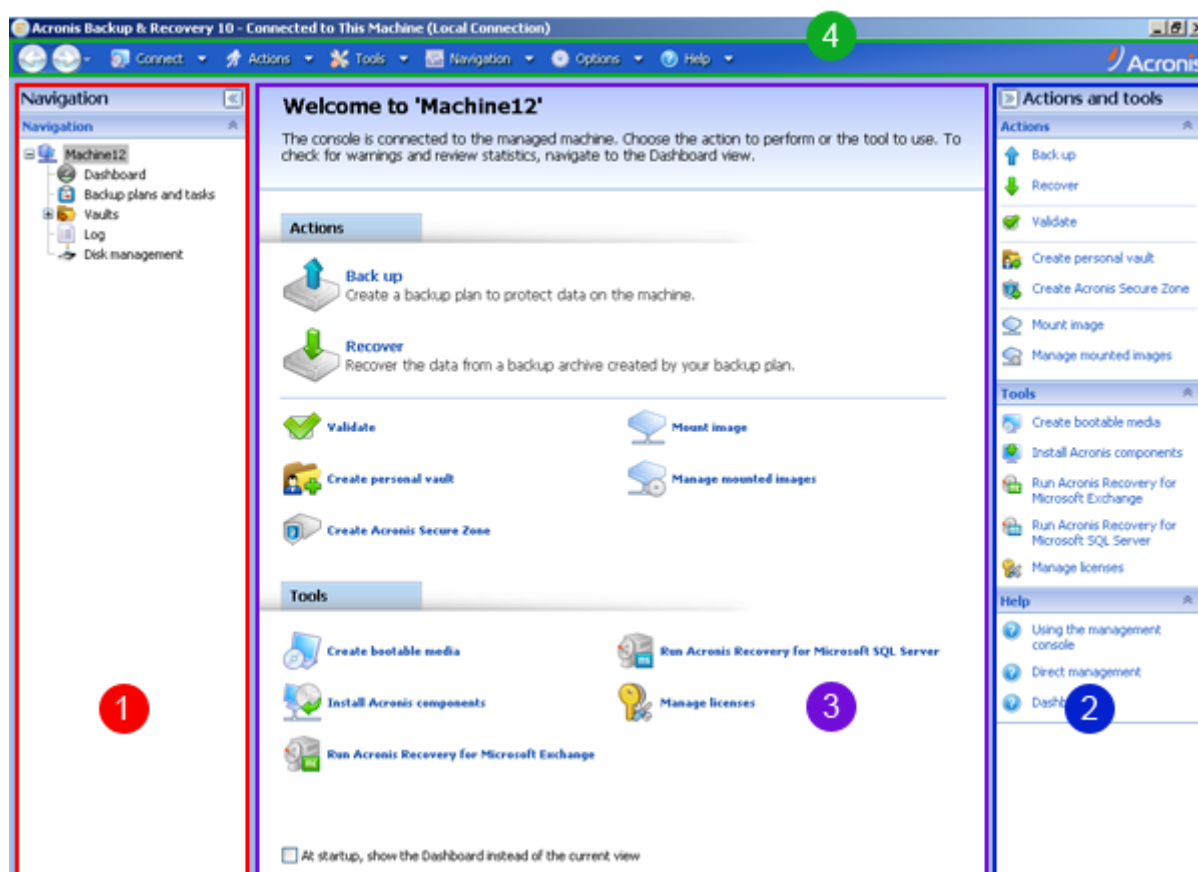 Acronis Backup & Recovery 10 - Connected to This Machine (Local Connection)
4
Connect Actions Tools Navigation Options Help
Acronis
Navigation
Navigation
Machine12
Dashboard
Backup plans and tasks
Vaults
Log
Disk management
1
Welcome to 'Machine12'
The console is connected to the managed machine. Choose the action to perform or the tool to use. To
check for warnings and review statistics, navigate to the Dashboard view.
Actions
Back up
Create a backup plan to protect data on the machine.
Recover
Recover the data from a backup archive created by your backup plan.
Validate
Mount image
Create personal vault
Manage mounted images
Create Acronis Secure Zone
Tools
Create bootable media
Run Acronis Recovery for Microsoft SQL Server
Install Acronis components
Manage licenses
3
Run Acronis Recovery for Microsoft Exchange
At startup, show the Dashboard instead of the current view
Actions and tools
Actions
Back up
Recover
Validate
Create personal vault
Create Acronis Secure Zone
Mount image
Manage mounted images
Tools
Create bootable media
Install Acronis components
Run Acronis Recovery for
Microsoft Exchange
Run Acronis Recovery for
Microsoft SQL Server
Manage licenses
Help
Using the management
console
Direct management
2